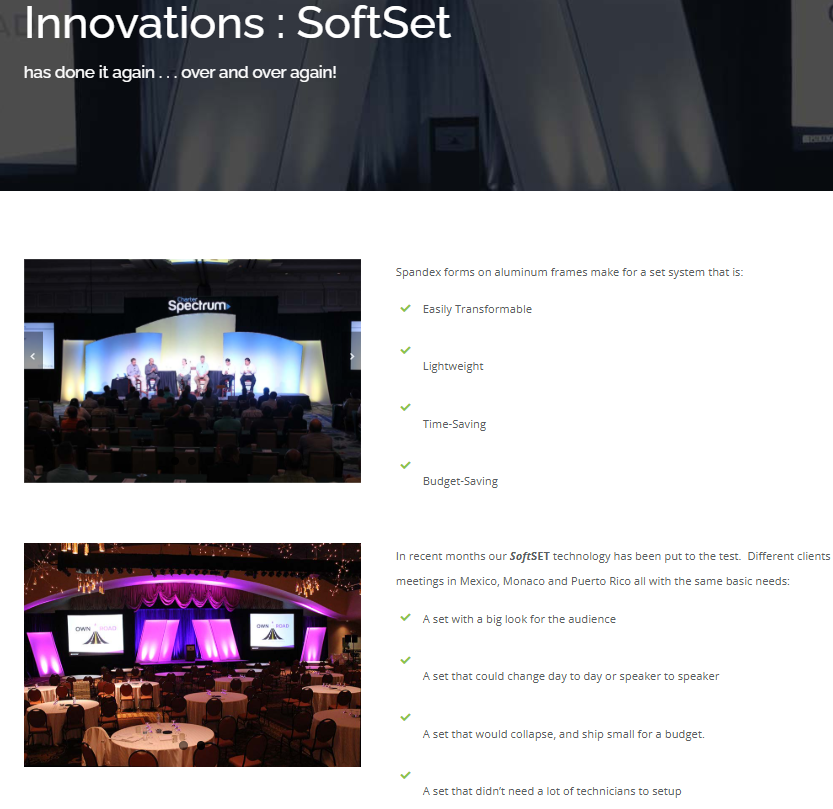 Innovations : SoftSet
has done it again . . . over and over again!
Spandex forms on aluminum frames make for a set system that is:
Charter
Spectrum
Easily Transformable
Lightweight
Time-Saving
Budget-Saving
In recent months our SoftSET technology has been put to the test.  Different clients
meetings in Mexico, Monaco and Puerto Rico all with the same basic needs:
A set with a big look for the audience
OWN ROAD
OWN ROAD
A set that could change day to day or speaker to speaker
A set that would collapse, and ship small for a budget.
A set that didn’t need a lot of technicians to setup